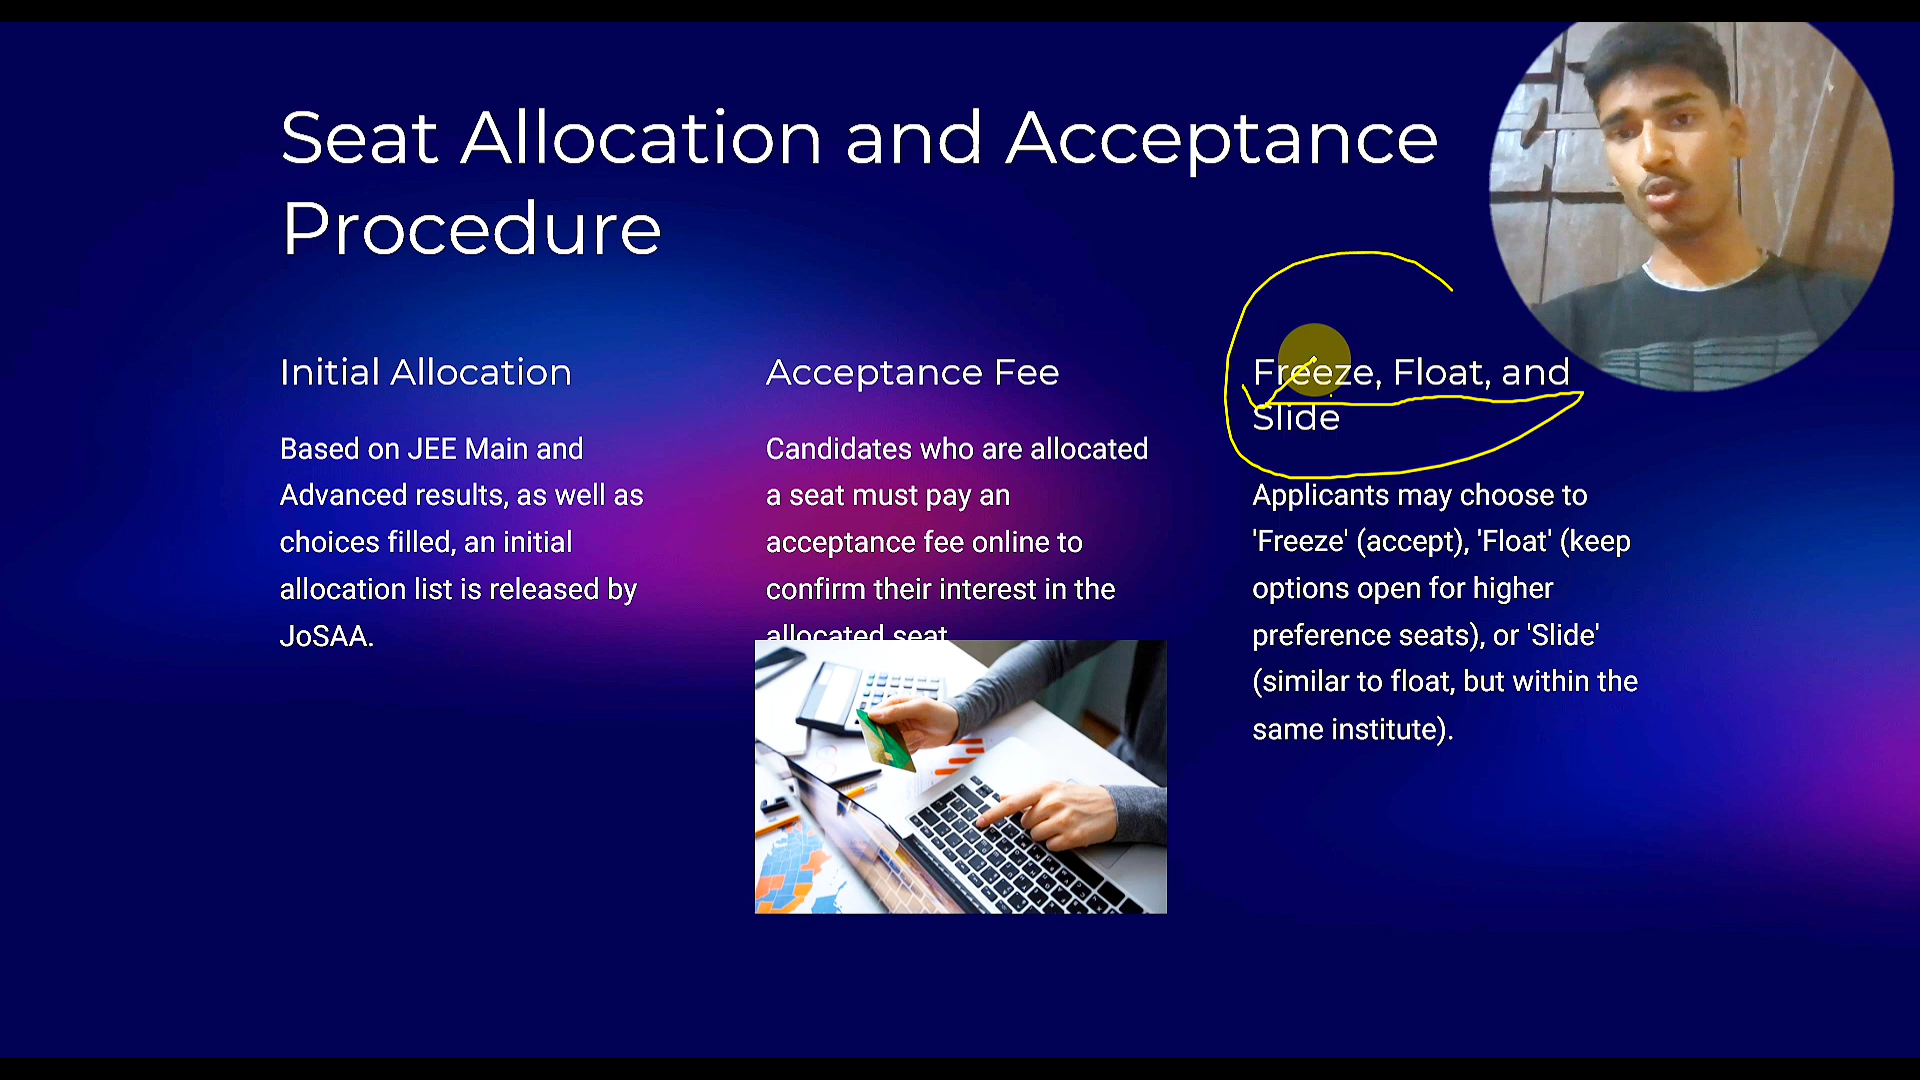 Seat Allocation and Acceptance
Procedure
Initial Allocation
Based on JEE Main and
Advanced results, as well as
choices filled, an initial
allocation list is released by
JoSAA.
Acceptance Fee
Candidates who are allocated
a seat must pay an
acceptance fee online to
confirm their interest in the
allocated seat
Freeze, Float, and
Slide
Applicants may choose to
'Freeze' (accept), 'Float' (keep
options open for higher
preference seats), or 'Slide'
(similar to float, but within the
same institute).